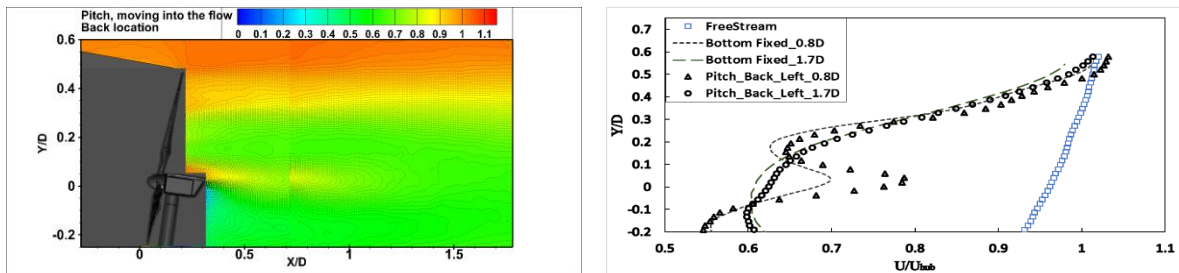 Pitch, moving into the flow
Back location
0 0.1 0.2 0.3 0.4 0.5 0.6 0.7 0.8 0.9 1 1.1
0.6
0.4
0.2
0
-0.2
Y/D
0 0.5 1 1.5
X/D
0.7
0.6
0.5
0.4
0.3
0.2
0.1
0
-0.1
-0.2
Y/D
FreeStream
Bottom Fixed_0.8D
Bottom Fixed_1.7D
Pitch_Back_Left_0.8D
Pitch_Back_Left_1.7D
0.5 0.6 0.7 0.8 0.9 1 1.1
U/Uhub